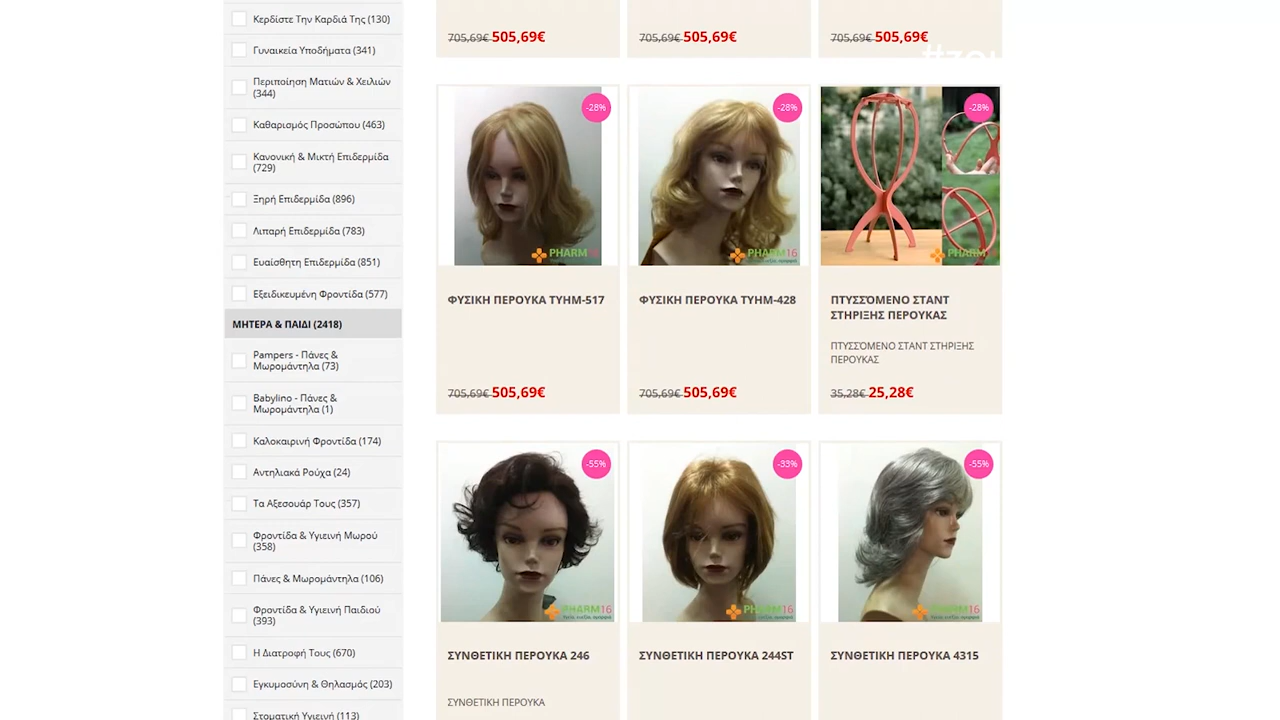 Κερδίστε Την Καρδιά Της (130)
Γυναικεία Υποδήματα (341)
Περιποίηση Ματιών & Χειλιών
(344)
Καθαρισμός Προσώπου (463)
Κανονική & Μικτή Επιδερμίδα
(729)
Ξηρή Επιδερμίδα (896)
Λιπαρή Επιδερμίδα (783)
Ευαίσθητη Επιδερμίδα (851)
Εξειδικευμένη Φροντίδα (577)
ΜΗΤΕΡΑ & ΠΑΙΔΙ (2418)
Pampers - Πάνες &
Μωρομάντηλα (73)
Babylino - Πάνες &
Μωρομάντηλα (1)
Καλοκαιρινή Φροντίδα (174)
Αντηλιακά Ρούχα (24)
Τα Αξεσουάρ Τους (357)
Φροντίδα & Υγιεινή Μωρού
(358)
Πάνες & Μωρομάντηλα (106)
Φροντίδα & Υγιεινή Παιδιού
(393)
Η Διατροφή Τους (670)
Εγκυμοσύνη & Θηλασμός (203)
Στοματική Υγιεινή (113)
705,69€ 505,69€
705,69€ 505,69€
705,69€ 505,69€
-28%
PHARM16
ΦΥΣΙΚΗ ΠΕΡΟΥΚΑ TYHM-517
705,69€ 505,69€
-28%
PHARM16
ΦΥΣΙΚΗ ΠΕΡΟΥΚΑ TYHM-428
705,69€ 505,69€
-28%
PHARM
ΠΤΥΣΣΌΜΕΝΟ ΣΤΑΝΤ
ΣΤΗΡΙΞΗΣ ΠΕΡΟΥΚΑΣ
ΠΤΥΣΣΌΜΕΝΟ ΣΤΑΝΤ ΣΤΗΡΙΞΗΣ
ΠΕΡΟΥΚΑΣ
35,28€ 25,28€
-55%
PHARM16
ΣΥΝΘΕΤΙΚΗ ΠΕΡΟΥΚΑ 246
ΣΥΝΘΕΤΙΚΗ ΠΕΡΟΥΚΑ
-33%
PHARM16
ΣΥΝΘΕΤΙΚΗ ΠΕΡΟΥΚΑ 244ST
-55%
PHARM16
ΣΥΝΘΕΤΙΚΗ ΠΕΡΟΥΚΑ 4315